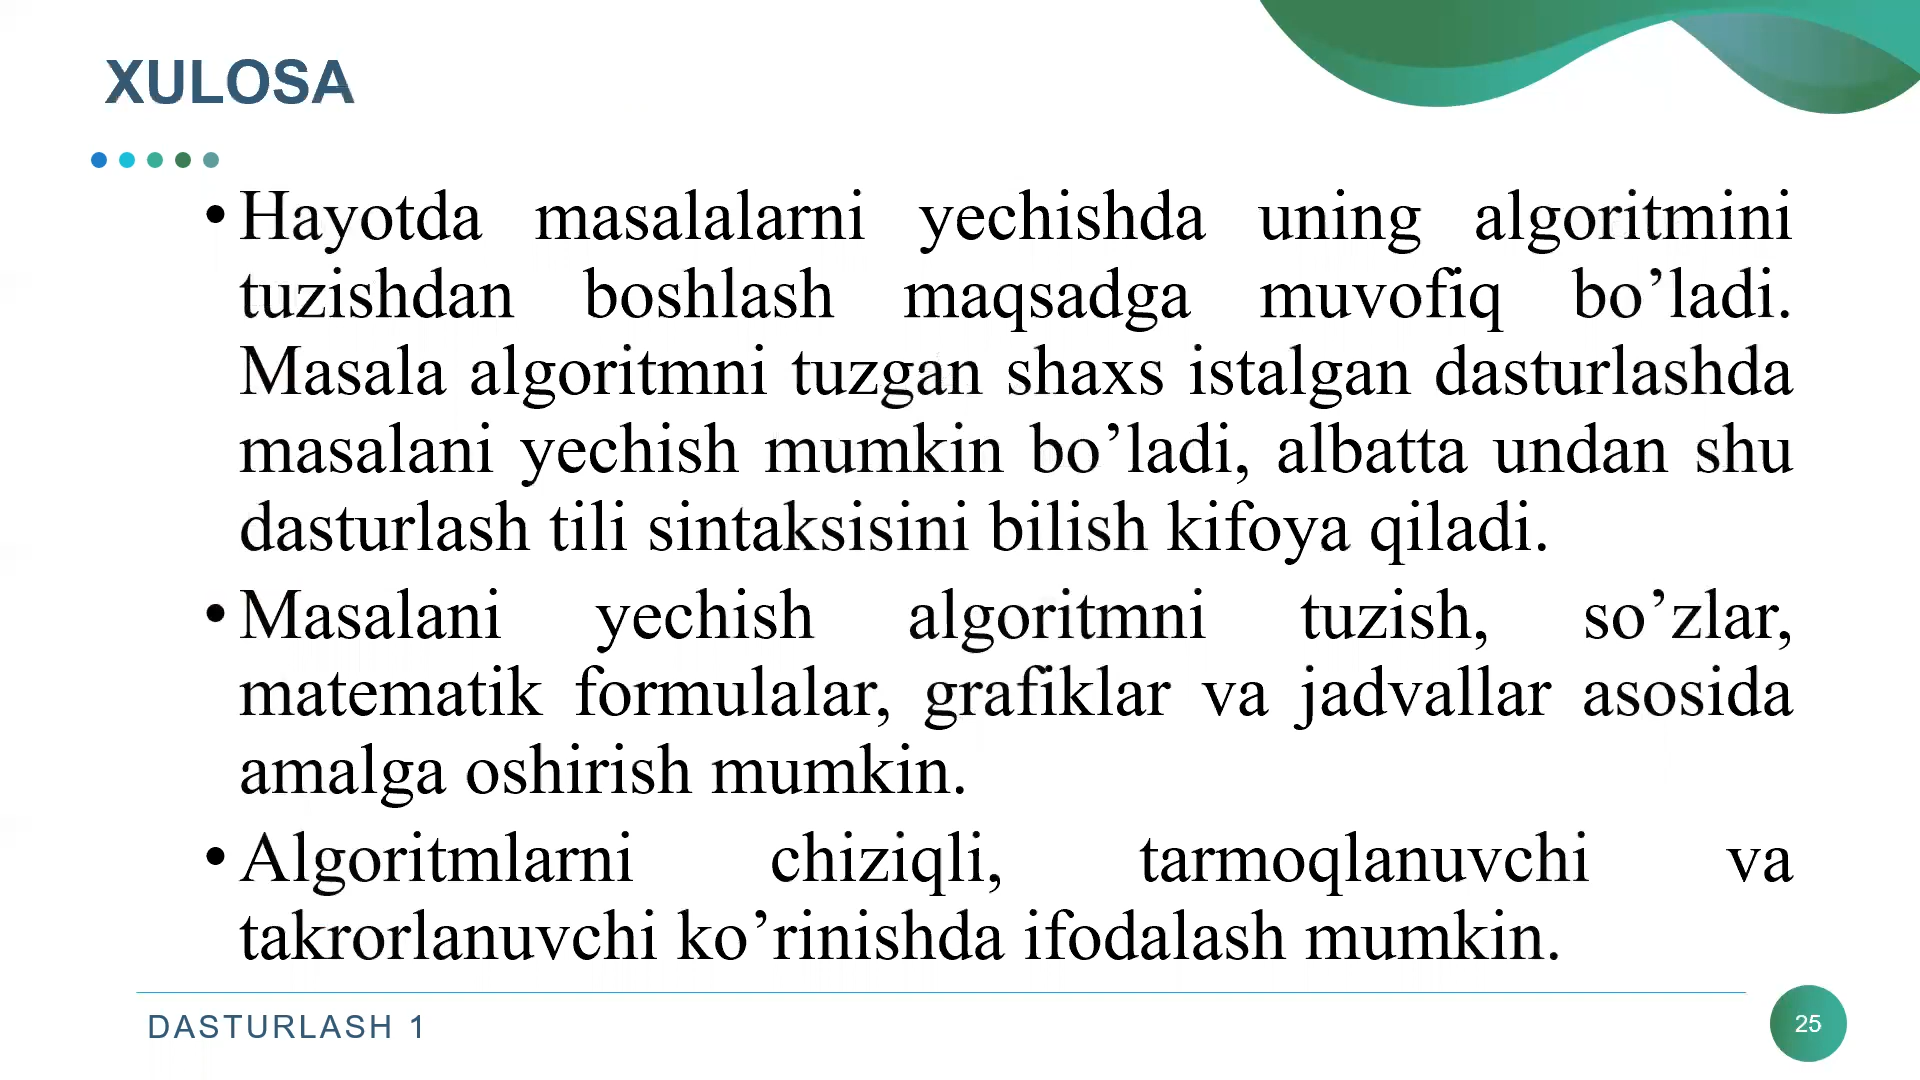 XULOSA
• Hayotda masalalarni yechishda uning algoritmini
tuzishdan boshlash maqsadga muvofiq bo’ladi.
Masala algoritmni tuzgan shaxs istalgan dasturlashda
masalani yechish mumkin bo’ladi, albatta undan shu
dasturlash tili sintaksisini bilish kifoya qiladi.
• Masalani yechish algoritmni tuzish, so’zlar,
matematik formulalar, grafiklar va jadvallar asosida
amalga oshirish mumkin.
• Algoritmlarni chiziqli, tarmoqlanuvchi va
takrorlanuvchi ko’rinishda ifodalash mumkin.
DASTURLASH 1
25